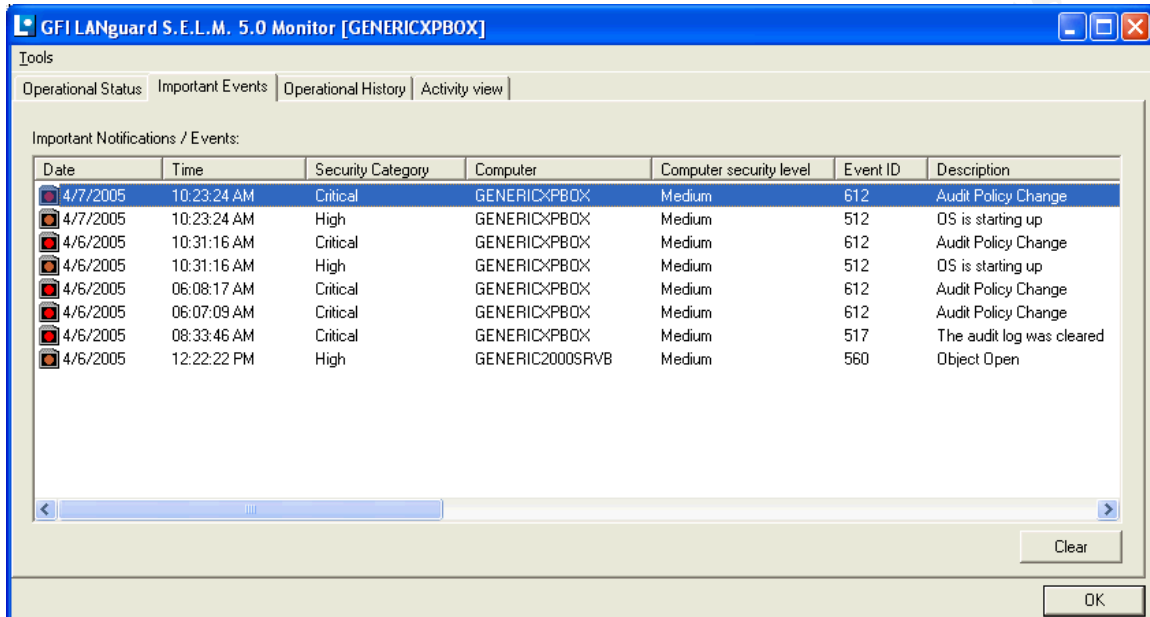 GFI LANguard S.E.L.M. 5.0 Monitor [GENERICXPBOX]
Tools
Operational Status Important Events Operational History Activity view
Important Notifications / Events:
Date Time Security Category Computer Computer security level Event ID Description
4/7/2005 10:23:24 AM Critical GENERICXPBOX Medium 612 Audit Policy Change
4/7/2005 10:23:24 AM High GENERICXPBOX Medium 512 OS is starting up
4/6/2005 10:31:16 AM Critical GENERICXPBOX Medium 612 Audit Policy Change
4/6/2005 10:31:16 AM High GENERICXPBOX Medium 512 OS is starting up
4/6/2005 06:08:17 AM Critical GENERICXPBOX Medium 612 Audit Policy Change
4/6/2005 06:07:09 AM Critical GENERICXPBOX Medium 612 Audit Policy Change
4/6/2005 08:33:46 AM Critical GENERICXPBOX Medium 517 The audit log was cleared
4/6/2005 12:22:22 PM High GENERIC2000SRVB Medium 560 Object Open
Clear
OK